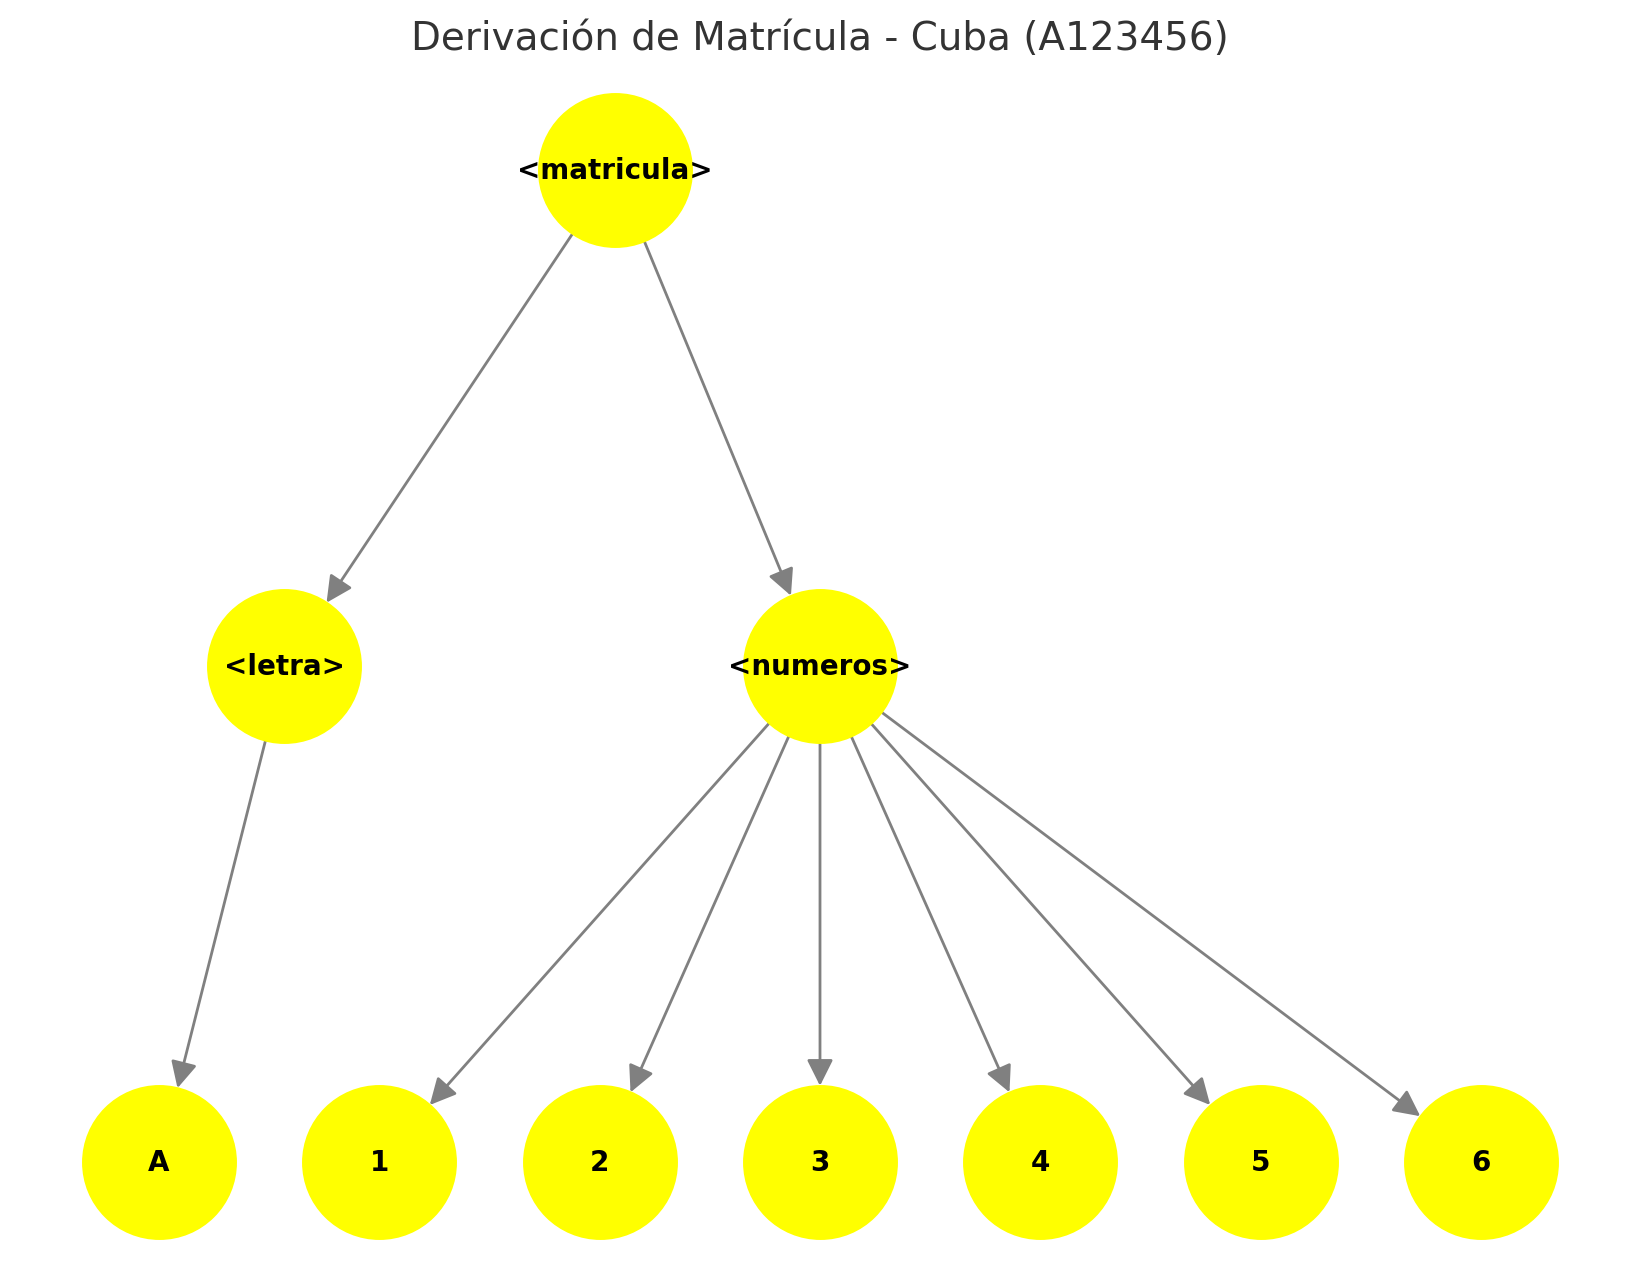 Derivación de Matrícula - Cuba (A123456)
<matricula>
<letra>
<numeros>
A
1
2
3
4
5
6